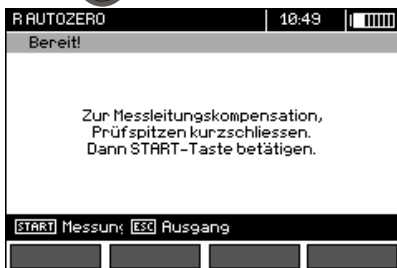 R AUTOZERO 10:49
Bereit!
Zur Messleitungskompensation,
Prüfspitzen kurzschliessen.
Dann START-Taste betätigen.
START Messung ESC Ausgang